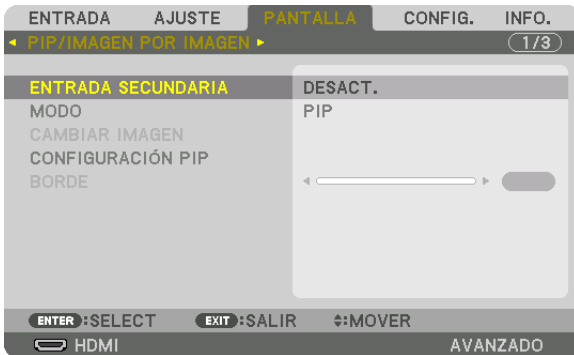 ENTRADA AJUSTE PANTALLA CONFIG. INFO.
PIP/IMAGEN POR IMAGEN 1/3
ENTRADA SECUNDARIA DESACT.
MODO PIP
CAMBIAR IMAGEN
CONFIGURACIÓN PIP
BORDE
ENTER :SELECT EXIT :SALIR :MOVER
HDMI AVANZADO